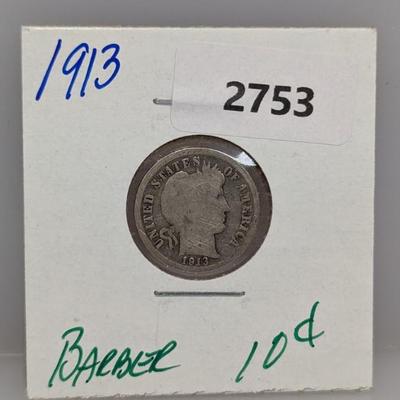 1913
2753
UNITED STATES OF AMERICA
1913
BARBER 10¢